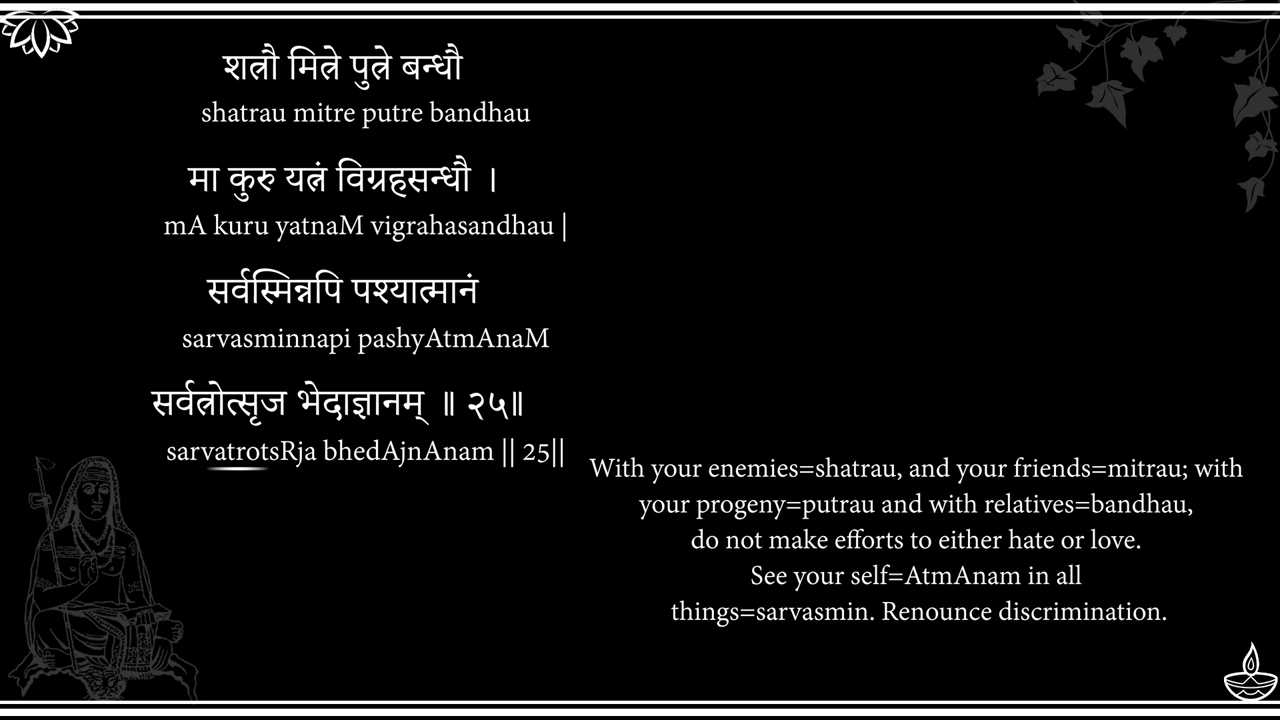 शत्रौ मित्रे पुत्रे बन्धौ
shatrau mitre putre bandhau
मा कुरु यत्नं विग्रहसन्धौ ।
mA kuru yatnaM vigrahasandhau |
सर्वस्मिन्नपि पश्यात्मानं
sarvasminnapi pashyAtmAnaM
सर्वत्रोत्सृज भेदाज्ञानम् ॥ २५॥
sarvatrotsRja bhedAjnAnam || 25||
With your enemies=shatrau, and your friends=mitrau; with
your progeny=putrau and with relatives=bandhau,
do not make efforts to either hate or love.
See your self=AtmAnam in all
things=sarvasmin. Renounce discrimination.